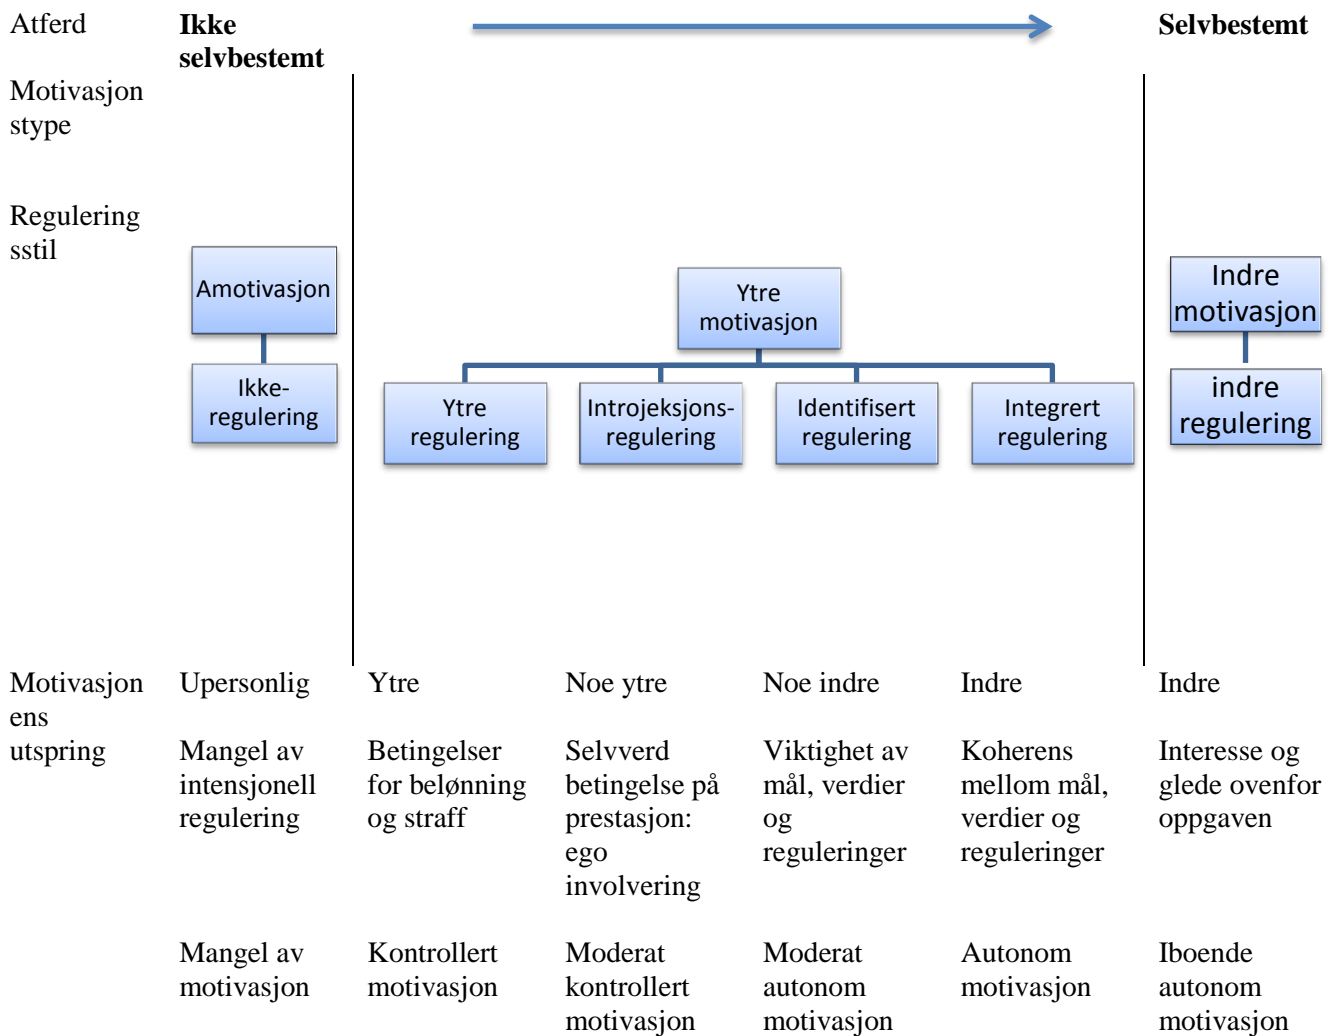 Atferd
Ikke
selvbestemt
Selvbestemt
Motivasjon
stype
Regulering
sstil
Amotivasjon
Ytre
motivasjon
Indre
motivasjon
Ikke-
regulering
Ytre
regulering
Introjeksjons-
regulering
Identifisert
regulering
Integrert
regulering
indre
regulering
Motivasjon
ens
utspring
Upersonlig
Ytre
Noe ytre
Noe indre
Indre
Indre
Mangel av
intensjonell
regulering
Betingelser
for belønning
og straff
Selvverd
betingelse på
prestasjon:
ego
involvering
Viktighet av
mål, verdier
og
reguleringer
Koherens
mellom mål,
verdier og
reguleringer
Interesse og
glede ovenfor
oppgaven
Mangel av
motivasjon
Kontrollert
motivasjon
Moderat
kontrollert
motivasjon
Moderat
autonom
motivasjon
Autonom
motivasjon
Iboende
autonom
motivasjon